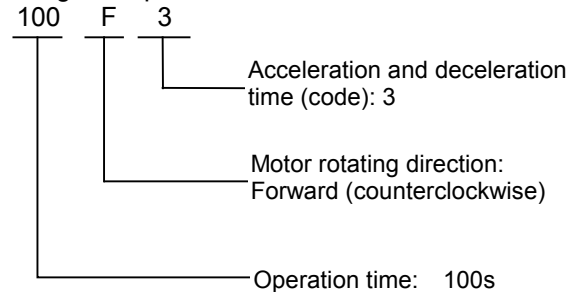 100 F 3
Acceleration and deceleration
time (code): 3
Motor rotating direction:
Forward (counterclockwise)
Operation time: 100s